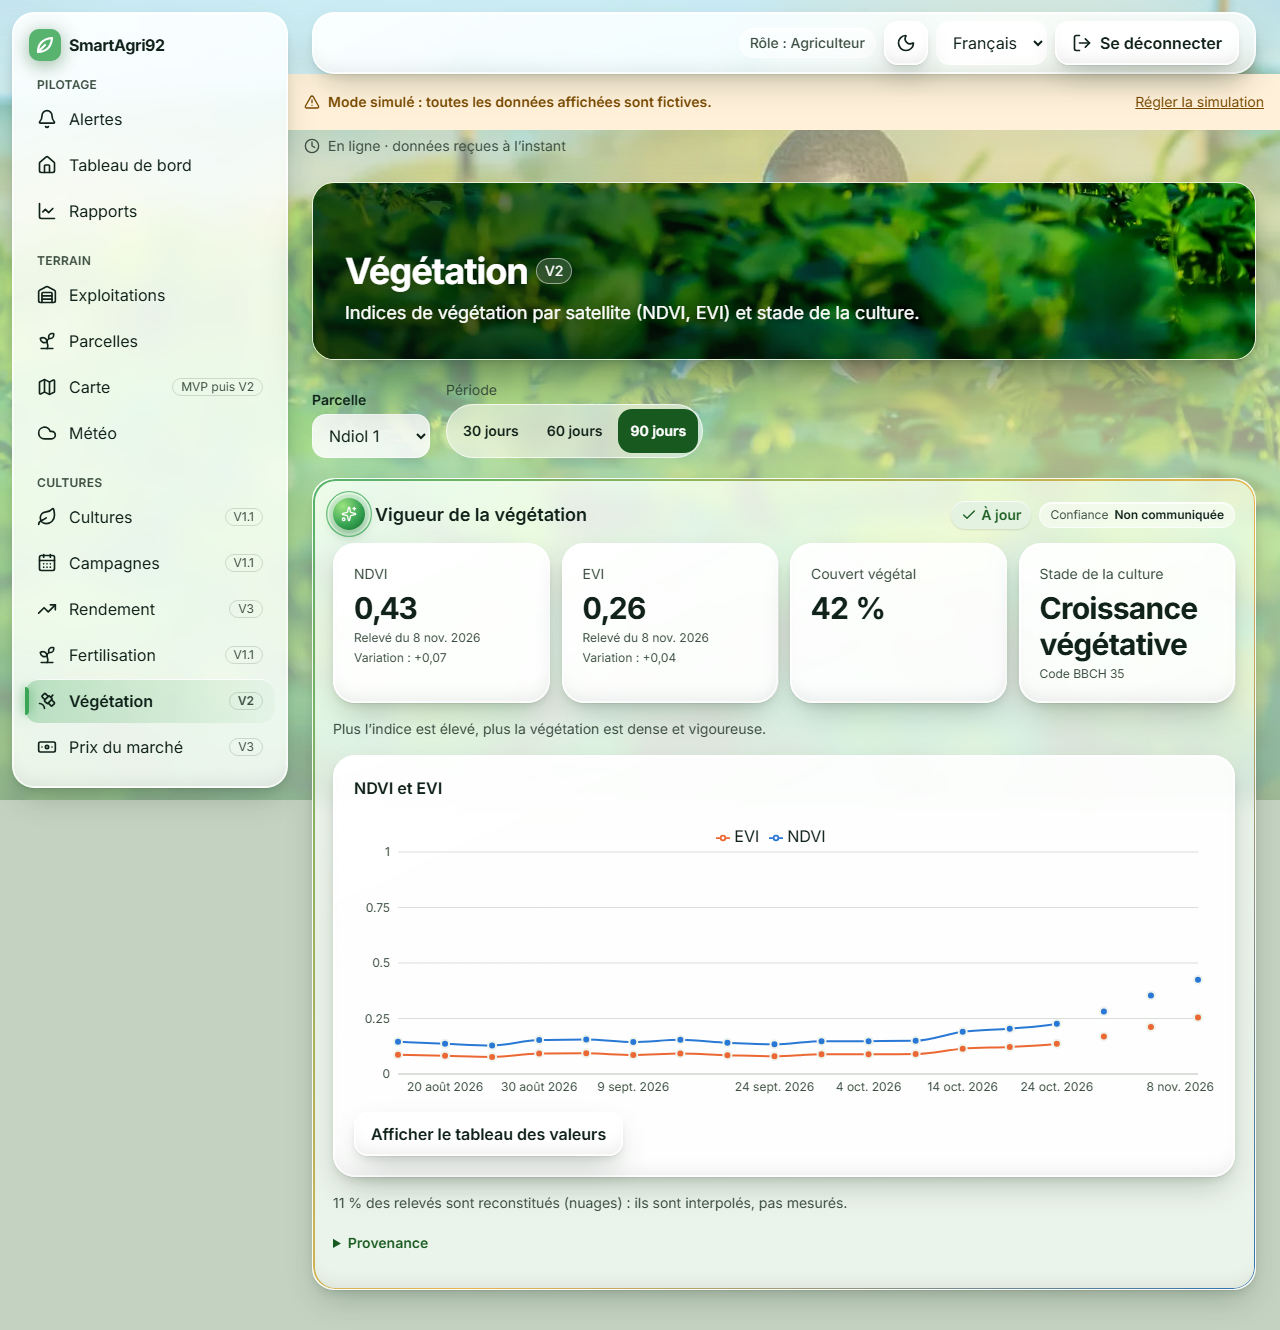 SmartAgri92
PILOTAGE
Alertes
Tableau de bord
Rapports
TERRAIN
Exploitations
Parcelles
Carte MVP puis V2
Météo
CULTURES
Cultures V1.1
Campagnes V1.1
Rendement V3
Fertilisation V1.1
Végétation V2
Prix du marché V3
Rôle : Agriculteur Français Se déconnecter
Mode simulé : toutes les données affichées sont fictives. Régler la simulation
En ligne · données reçues à l’instant
Végétation V2
Indices de végétation par satellite (NDVI, EVI) et stade de la culture.
Parcelle
Ndiol 1
Période
30 jours 60 jours 90 jours
Vigueur de la végétation À jour Confiance Non communiquée
NDVI
0,43
Relevé du 8 nov. 2026
Variation : +0,07
EVI
0,26
Relevé du 8 nov. 2026
Variation : +0,04
Couvert végétal
42 %
Stade de la culture
Croissance
végétative
Code BBCH 35
Plus l’indice est élevé, plus la végétation est dense et vigoureuse.
NDVI et EVI
EVI NDVI
1
0.75
0.5
0.25
0
20 août 2026 30 août 2026 9 sept. 2026 24 sept. 2026 4 oct. 2026 14 oct. 2026 24 oct. 2026 8 nov. 2026
Afficher le tableau des valeurs
11 % des relevés sont reconstitués (nuages) : ils sont interpolés, pas mesurés.
Provenance